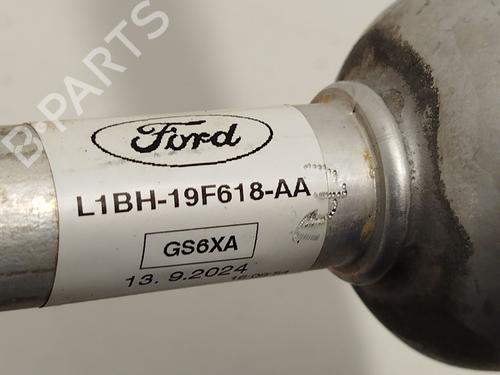 B PARTS
Ford
L1BH-19F618-AA
GS6XA
13. 9.2024